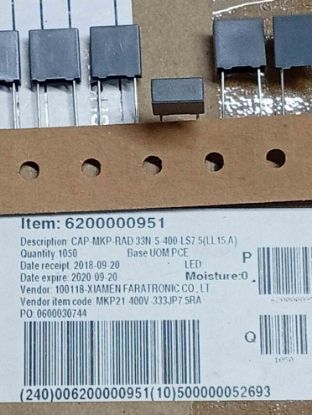 Item: 6200000951
Description: CAP-MKP-RAD 33N-5-400-LS7.5(LL15.A)
Quantity 1050 Base UOM:PCE
Date receipt: 2018-09-20 LED
Date expire: 2020-09-20 Moisture:0
Vendor: 100118-XIAMEN FARATRONIC CO., LT
Vendor item code: MKP21-400V-333JP7.5RA
PO: 0600030744
P
Q
1050
(240)006200000951(10)500000052693